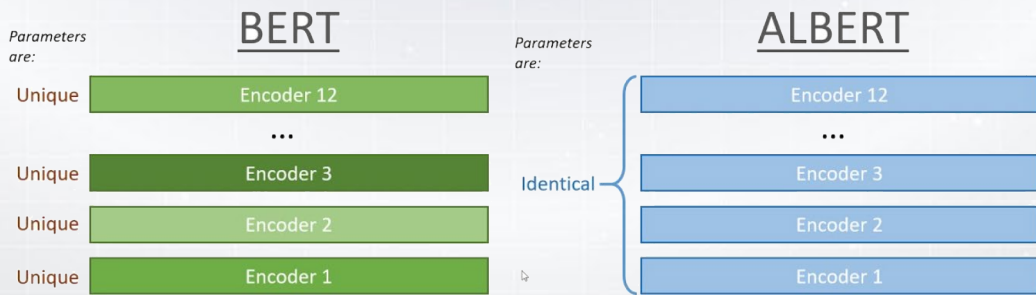 BERT
Parameters
are:
Unique
Encoder 12
...
Unique
Encoder 3
Unique
Encoder 2
Unique
Encoder 1
ALBERT
Parameters
are:
Identical
Encoder 12
...
Encoder 3
Encoder 2
Encoder 1